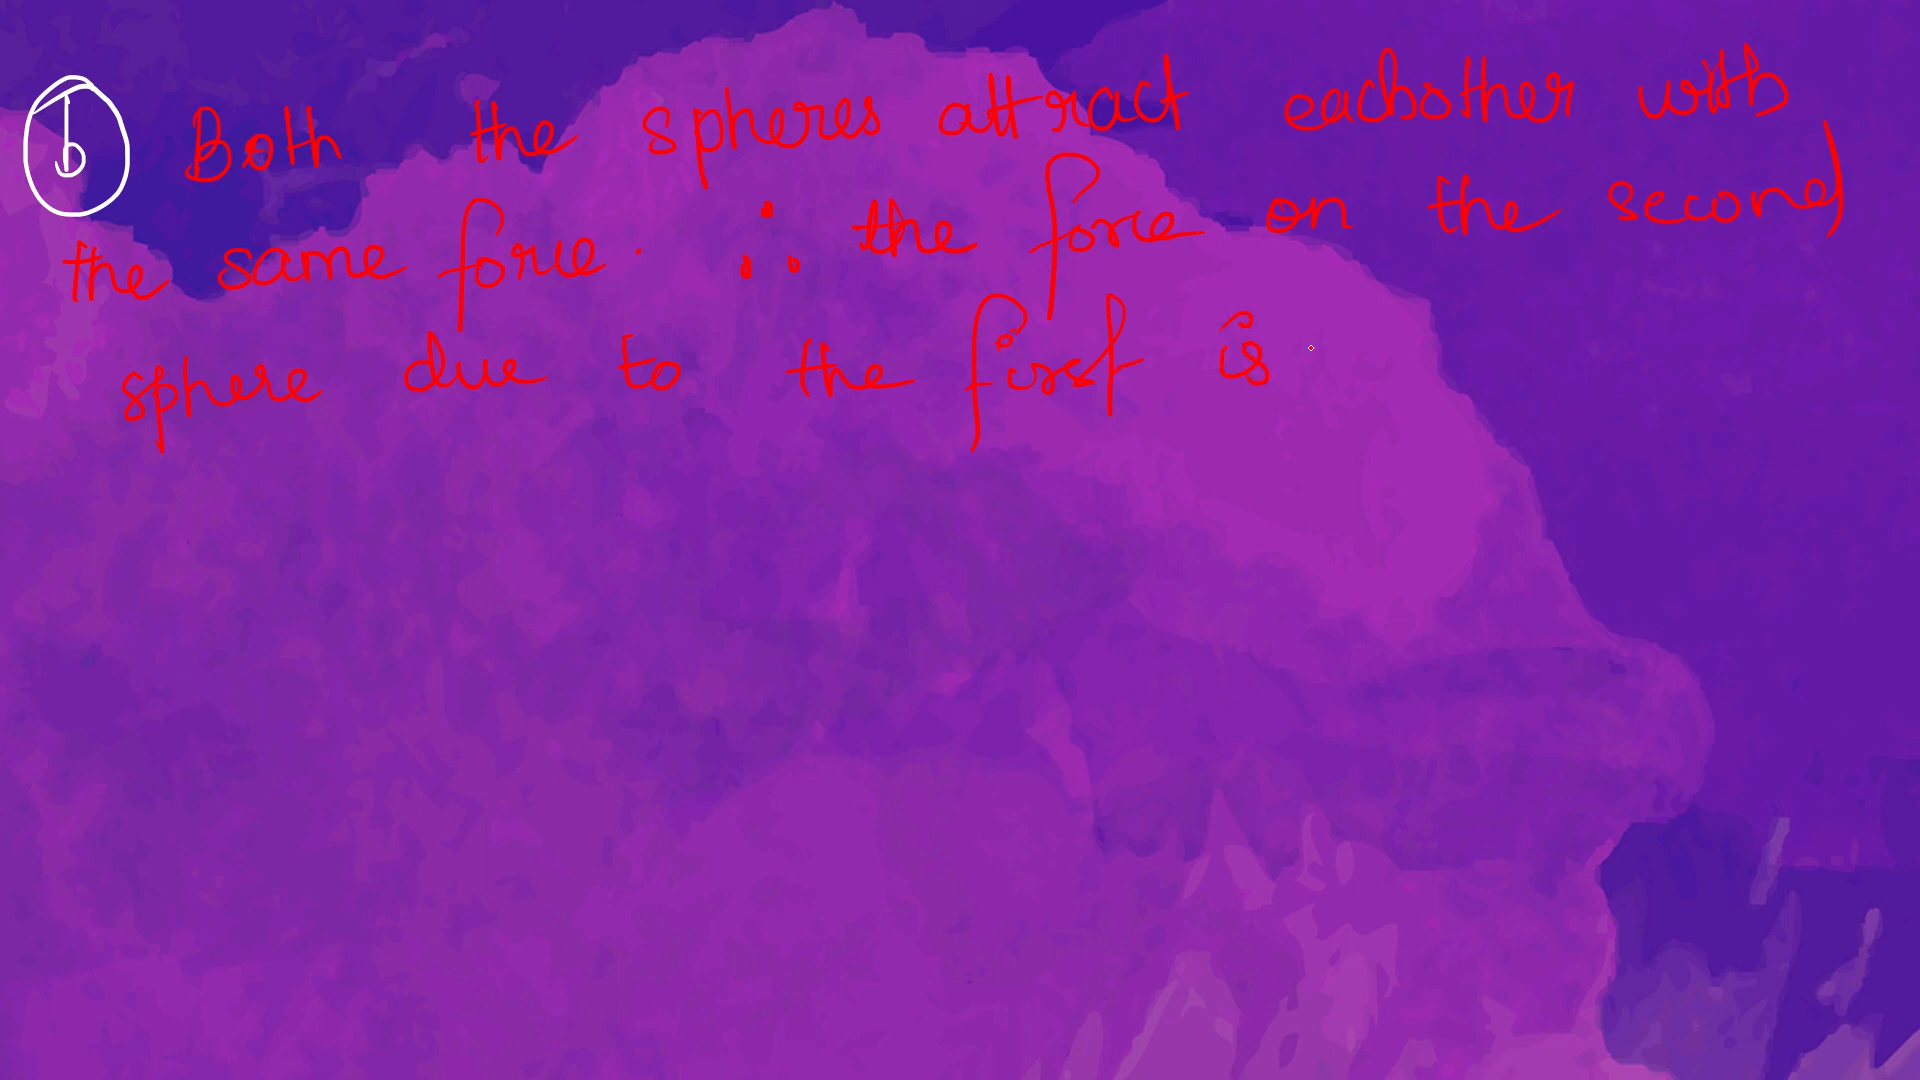 b Both the spheres attract eachother with
the same force. ∴ the force on the second
sphere due to the first is